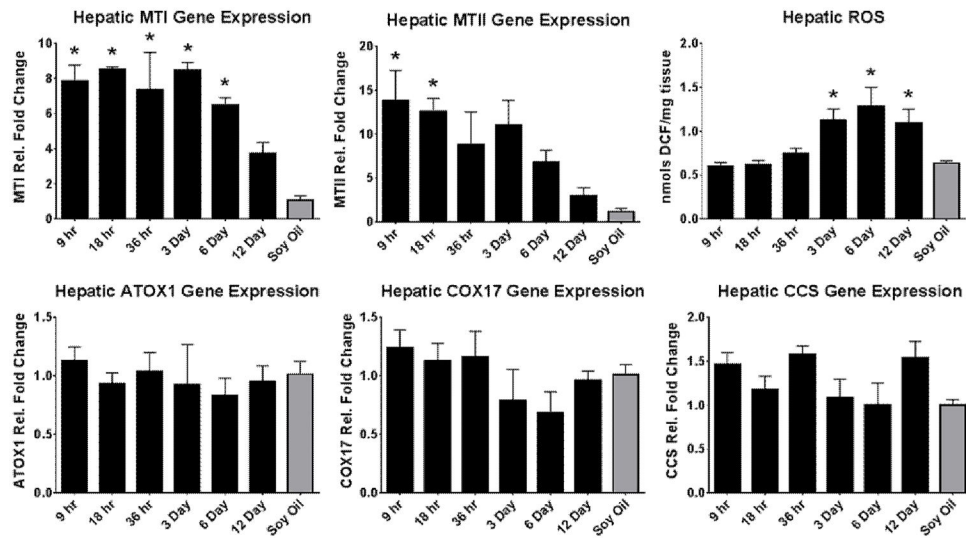 Hepatic MTI Gene Expression
MTI Rel. Fold Change
10
8
6
4
2
0
* * * * *
9 hr 18 hr 36 hr 3 Day 6 Day 12 Day Soy Oil
Hepatic MTII Gene Expression
MTII Rel. Fold Change
20
15
10
5
0
* *
9 hr 18 hr 36 hr 3 Day 6 Day 12 Day Soy Oil
Hepatic ROS
nmols DCF/mg tissue
2.0
1.5
1.0
0.5
0.0
* * *
9 hr 18 hr 36 hr 3 Day 6 Day 12 Day Soy Oil
Hepatic ATOX1 Gene Expression
ATOX1 Rel. Fold Change
1.5
1.0
0.5
0.0
9 hr 18 hr 36 hr 3 Day 6 Day 12 Day Soy Oil
Hepatic COX17 Gene Expression
COX17 Rel. Fold Change
1.5
1.0
0.5
0.0
9 hr 18 hr 36 hr 3 Day 6 Day 12 Day Soy Oil
Hepatic CCS Gene Expression
CCS Rel. Fold Change
2.0
1.5
1.0
0.5
0.0
9 hr 18 hr 36 hr 3 Day 6 Day 12 Day Soy Oil